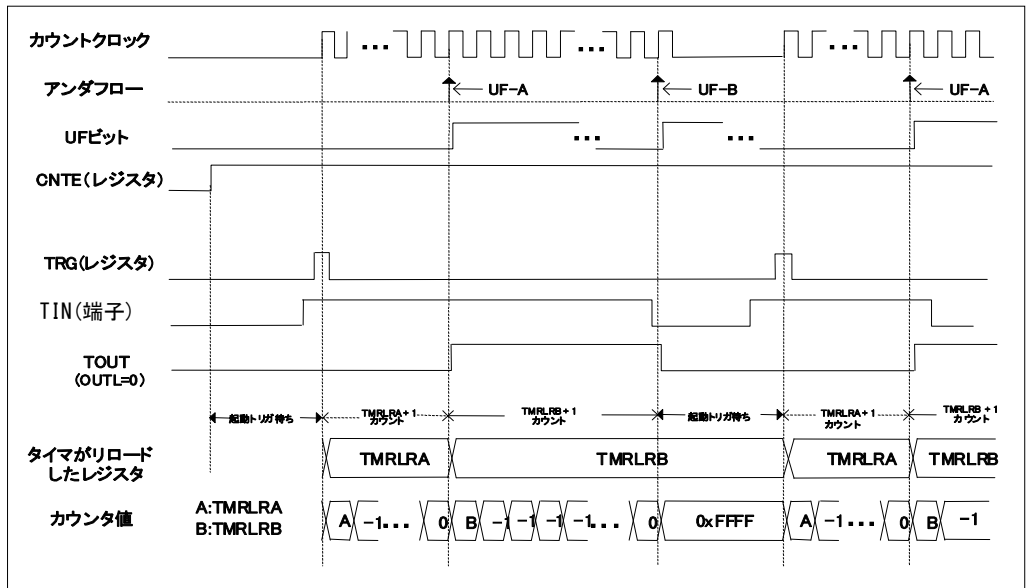 カウントクロック
アンダフロー
UF-A
UF-B
UF-A
UFビット
CNTE(レジスタ)
TRG(レジスタ)
TIN(端子)
TOUT
(OUTL=0)
起動トリガ待ち
TMRLRA+1
カウント
TMRLRB+1
カウント
起動トリガ待ち
TMRLRA+1
カウント
TMRLRB+1
カウント
タイマがリロード
したレジスタ
TMRLRA
TMRLRB
TMRLRA
TMRLRB
カウンタ値
A:TMRLRA
B:TMRLRB
A -1... 0 B -1 -1 -1 -1... 0 0xFFFF A -1... 0 B -1